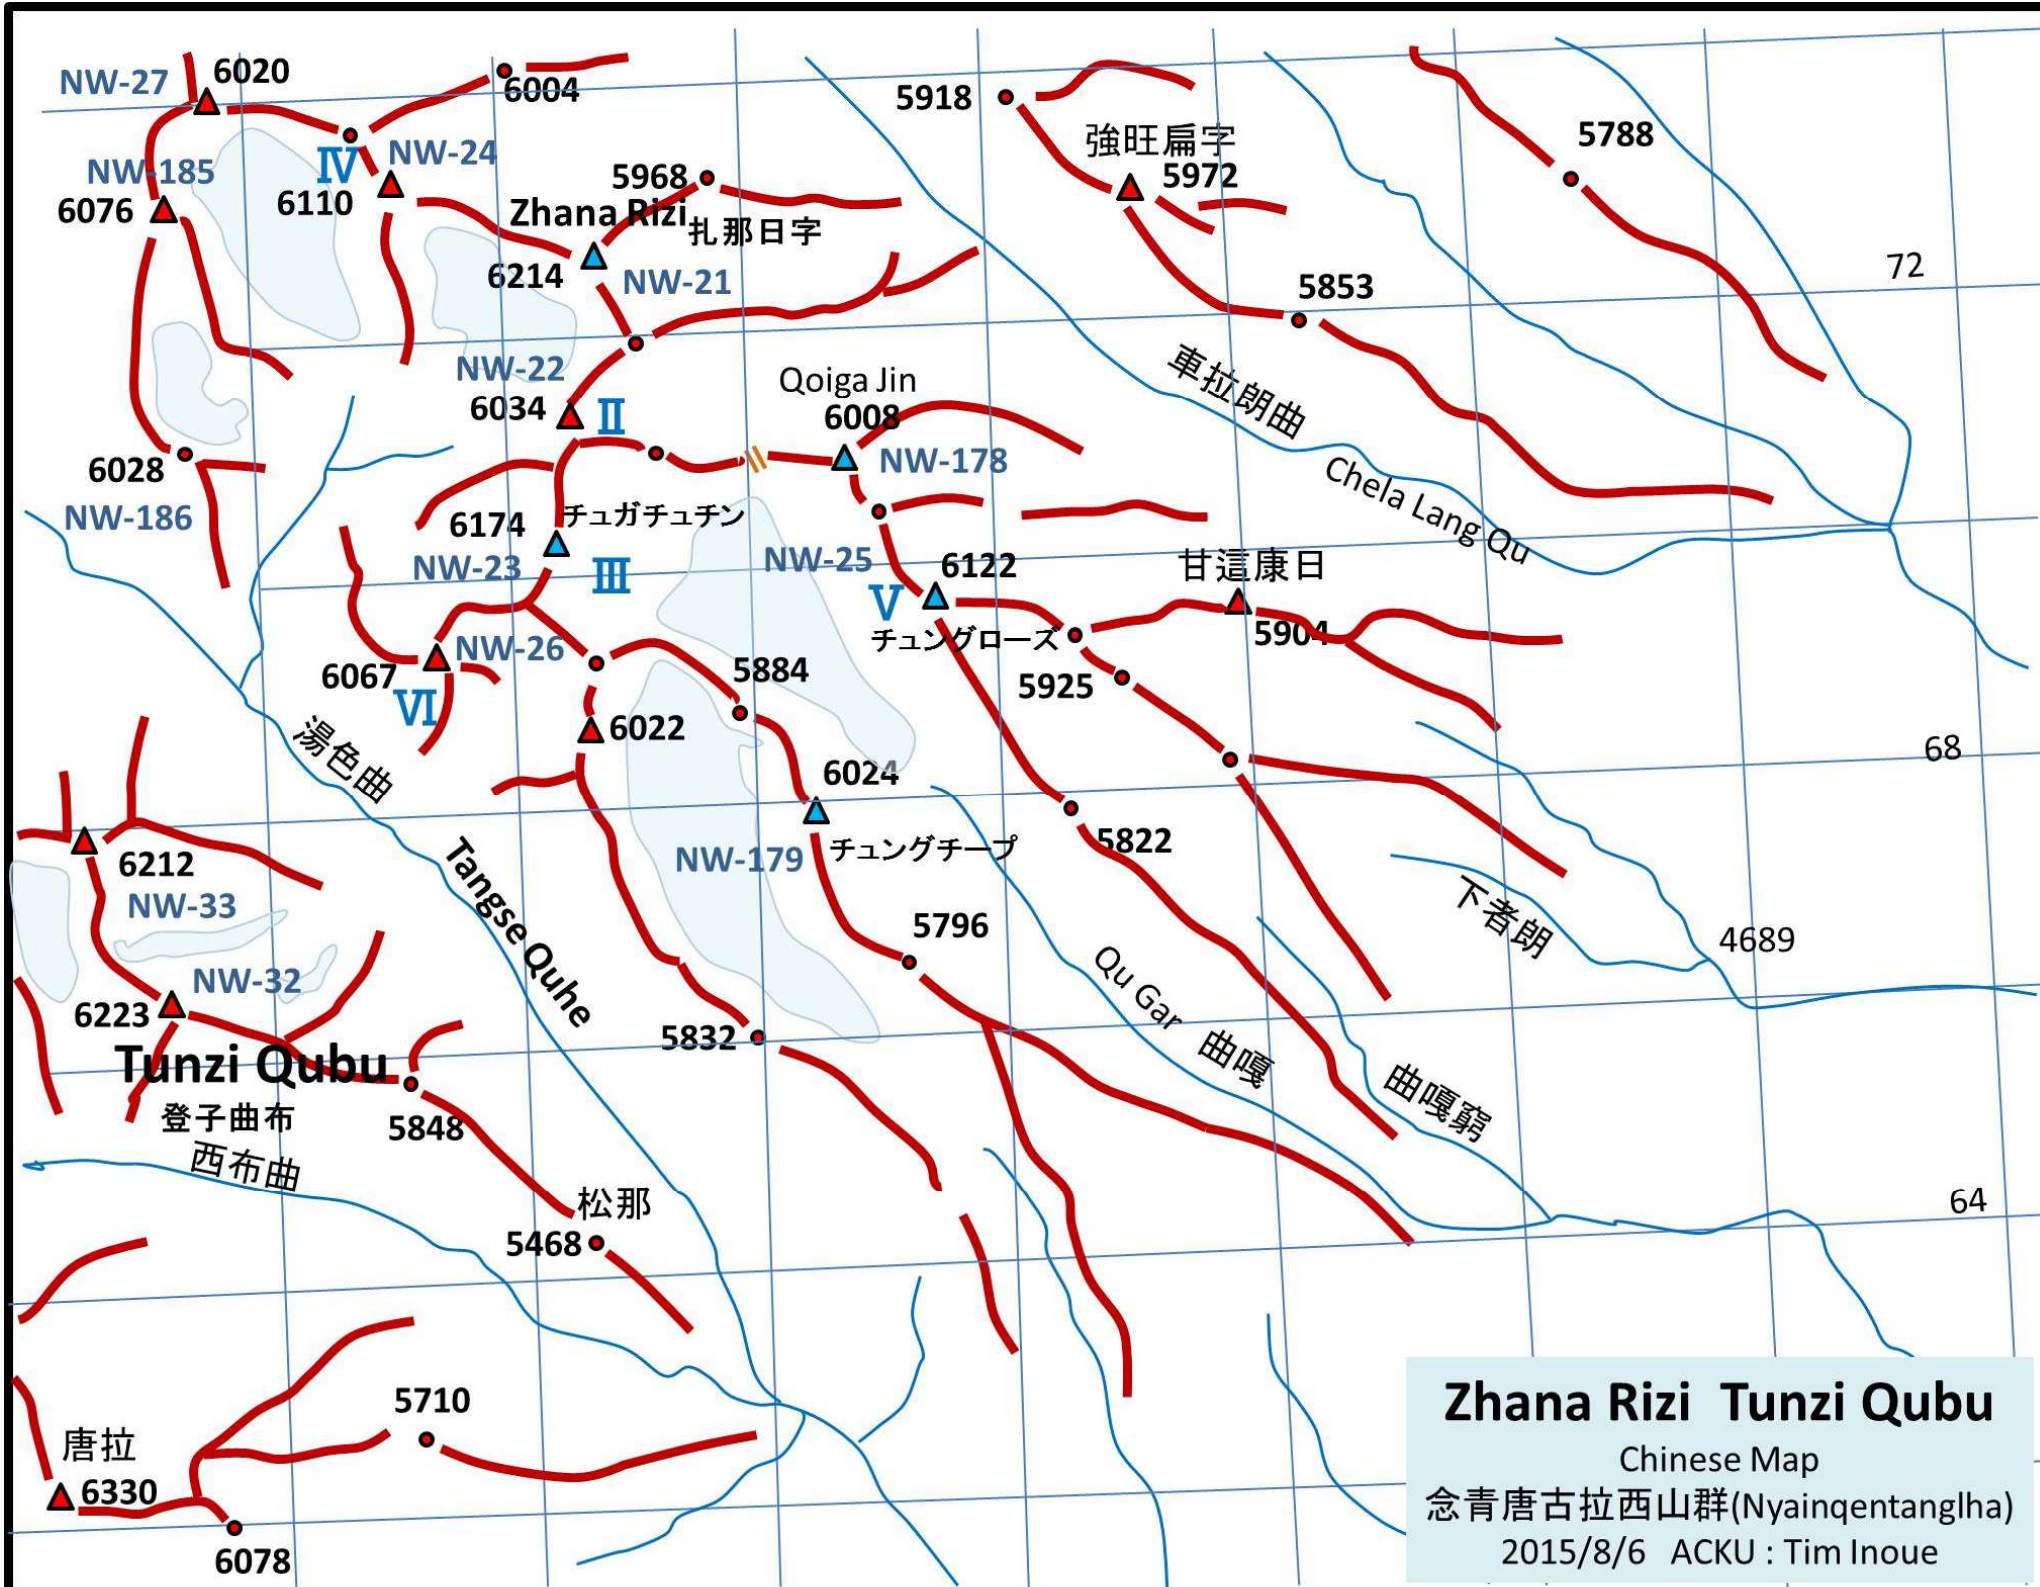 NW-27
6020
6004
5918
強旺扁字
5972
5788
NW-185
IV
NW-24
6076
6110
5968
Zhana Rizi
扎那日字
6214
NW-21
72
5853
NW-22
6034
II
Qoiga Jin
6008
NW-178
車拉朗曲
Chela Lang Qu
6028
NW-186
6174
チュガチュチン
NW-23
III
NW-25
6122
V
チュングローズ
甘這康日
5904
5925
NW-26
6067
VI
5884
6022
68
湯色曲
Tangse Quhe
6024
チュングチープ
NW-179
5822
6212
NW-33
5796
下者朗
4689
NW-32
6223
Tunzi Qubu
登子曲布
西布曲
5832
Qu Gar 曲嘎
曲嘎窮
5848
松那
5468
64
5710
唐拉
6330
6078
Zhana Rizi Tunzi Qubu
Chinese Map
念青唐古拉西山群(Nyainqentanglha)
2015/8/6 ACKU : Tim Inoue